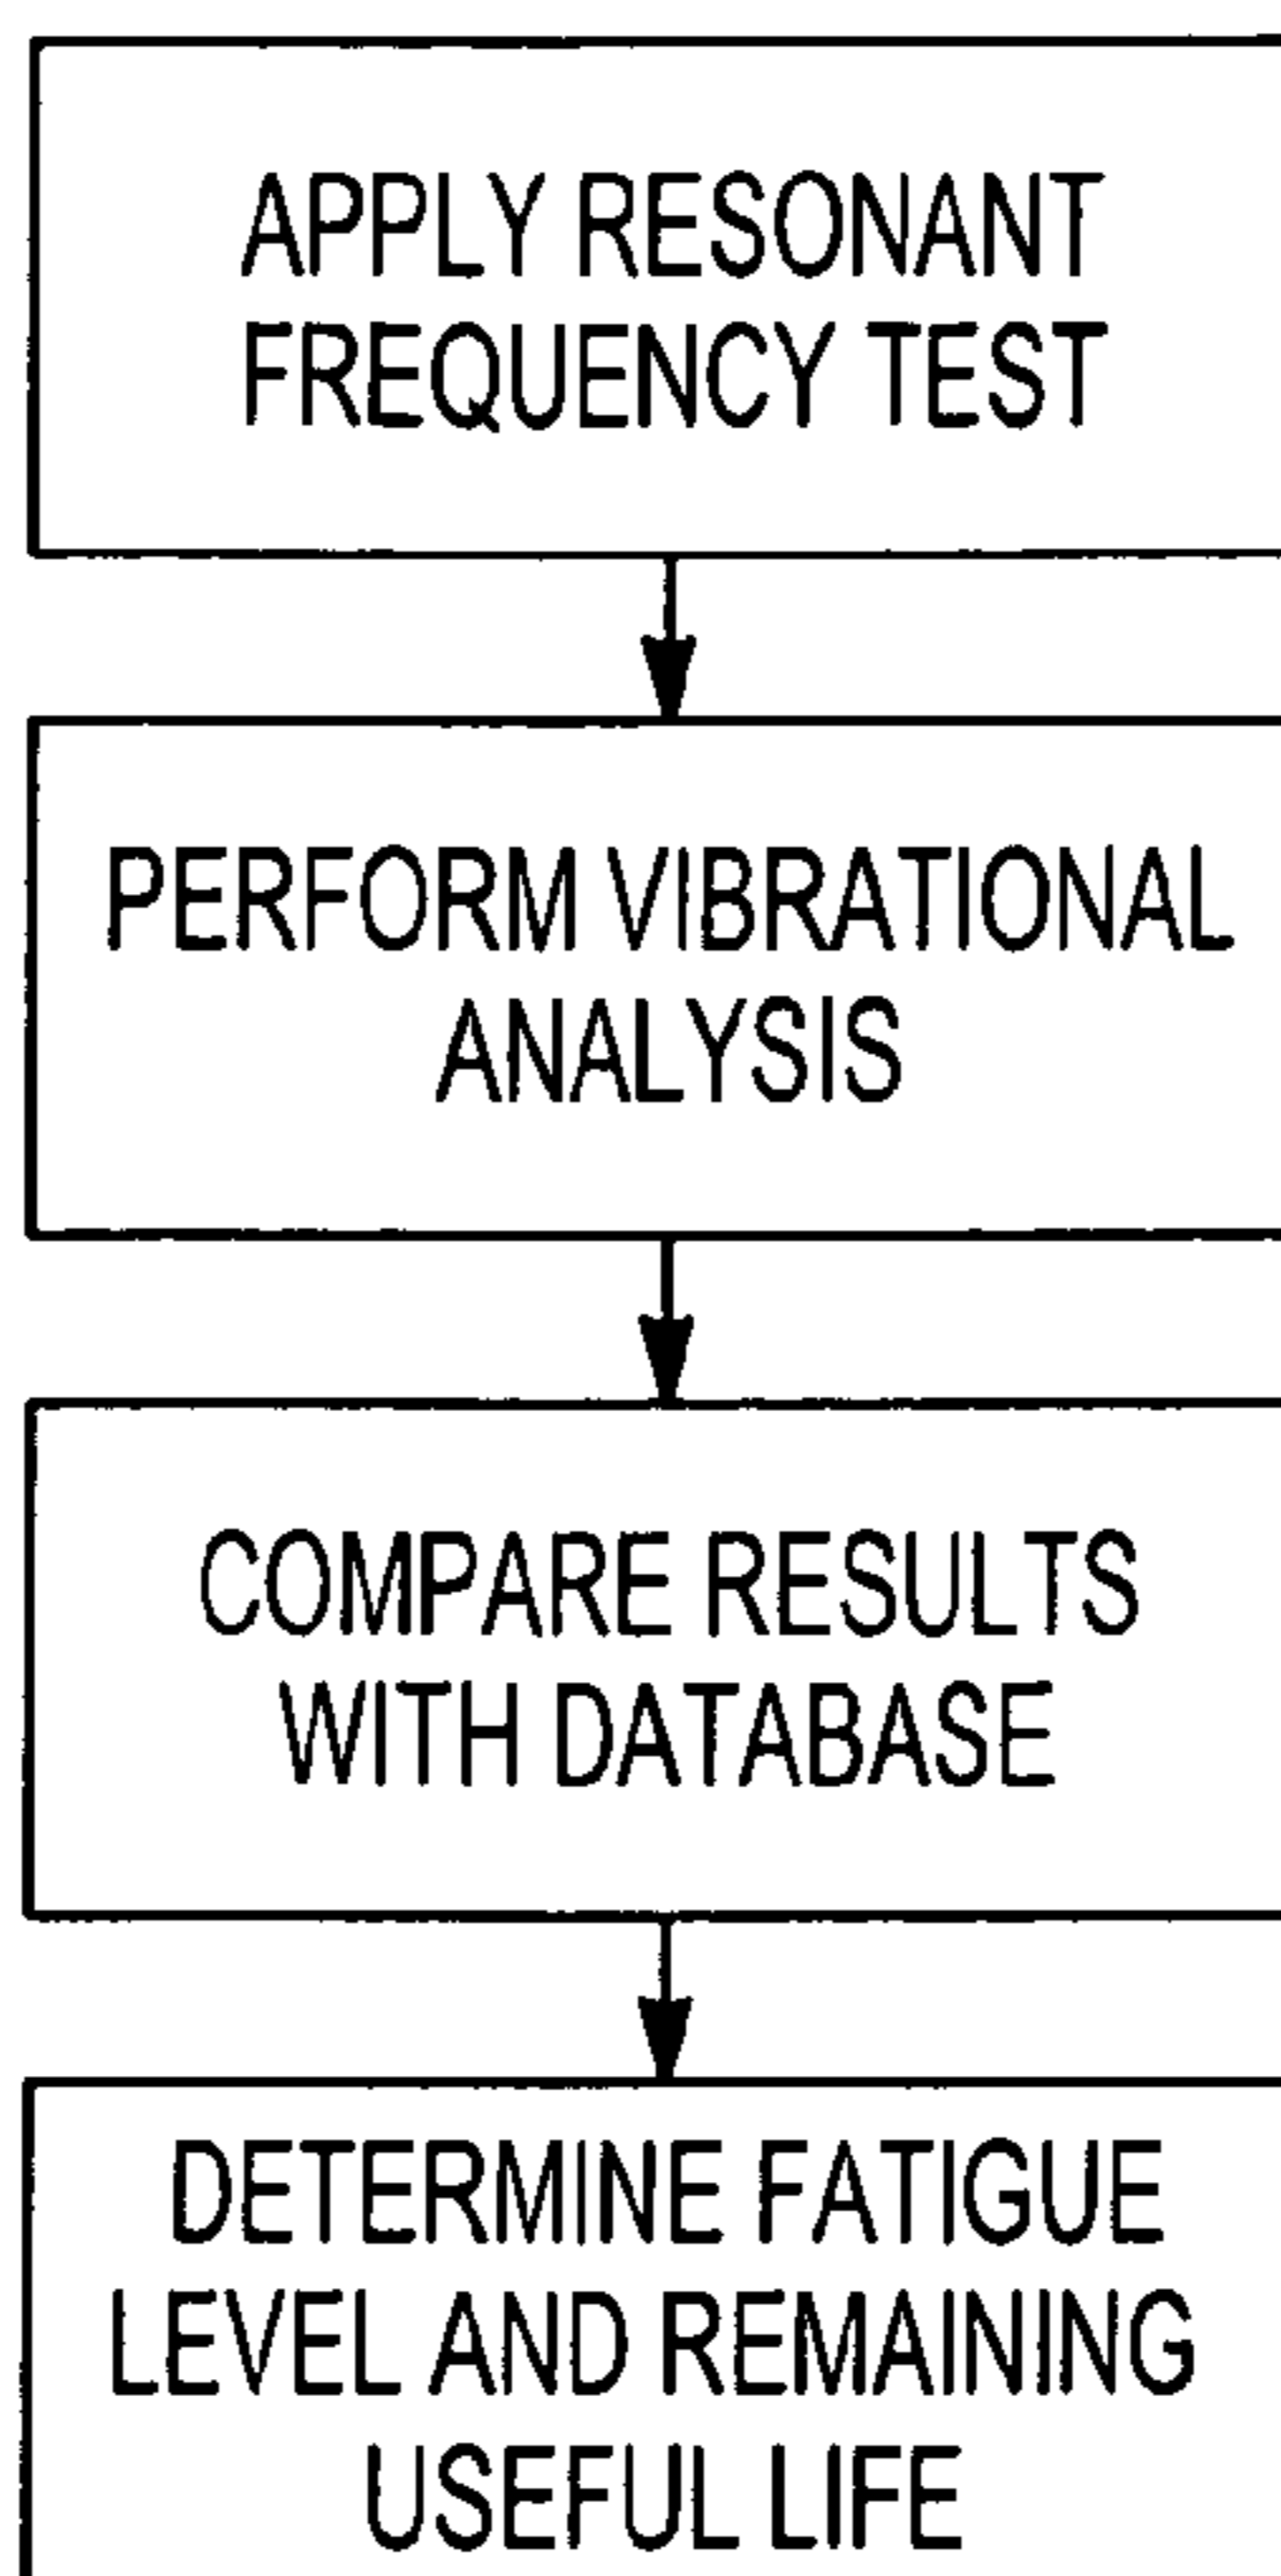 APPLY RESONANT
FREQUENCY TEST
PERFORM VIBRATIONAL
ANALYSIS
COMPARE RESULTS
WITH DATABASE
DETERMINE FATIGUE
LEVEL AND REMAINING
USEFUL LIFE